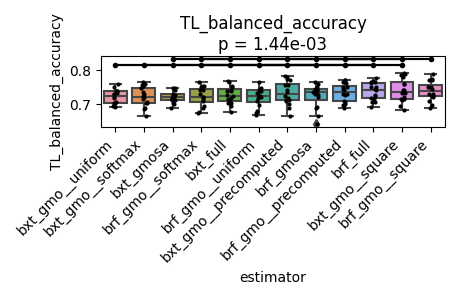 TL_balanced_accuracy
p = 1.44e-03
TL_balanced_accuracy
0.8
0.7
bxt_gmo__uniform
bxt_gmo__softmax
bxt_gmosa
brf_gmo__softmax
bxt_full
brf_gmo__uniform
bxt_gmo__precomputed
brf_gmosa
brf_gmo__precomputed
brf_full
bxt_gmo__square
brf_gmo__square
estimator